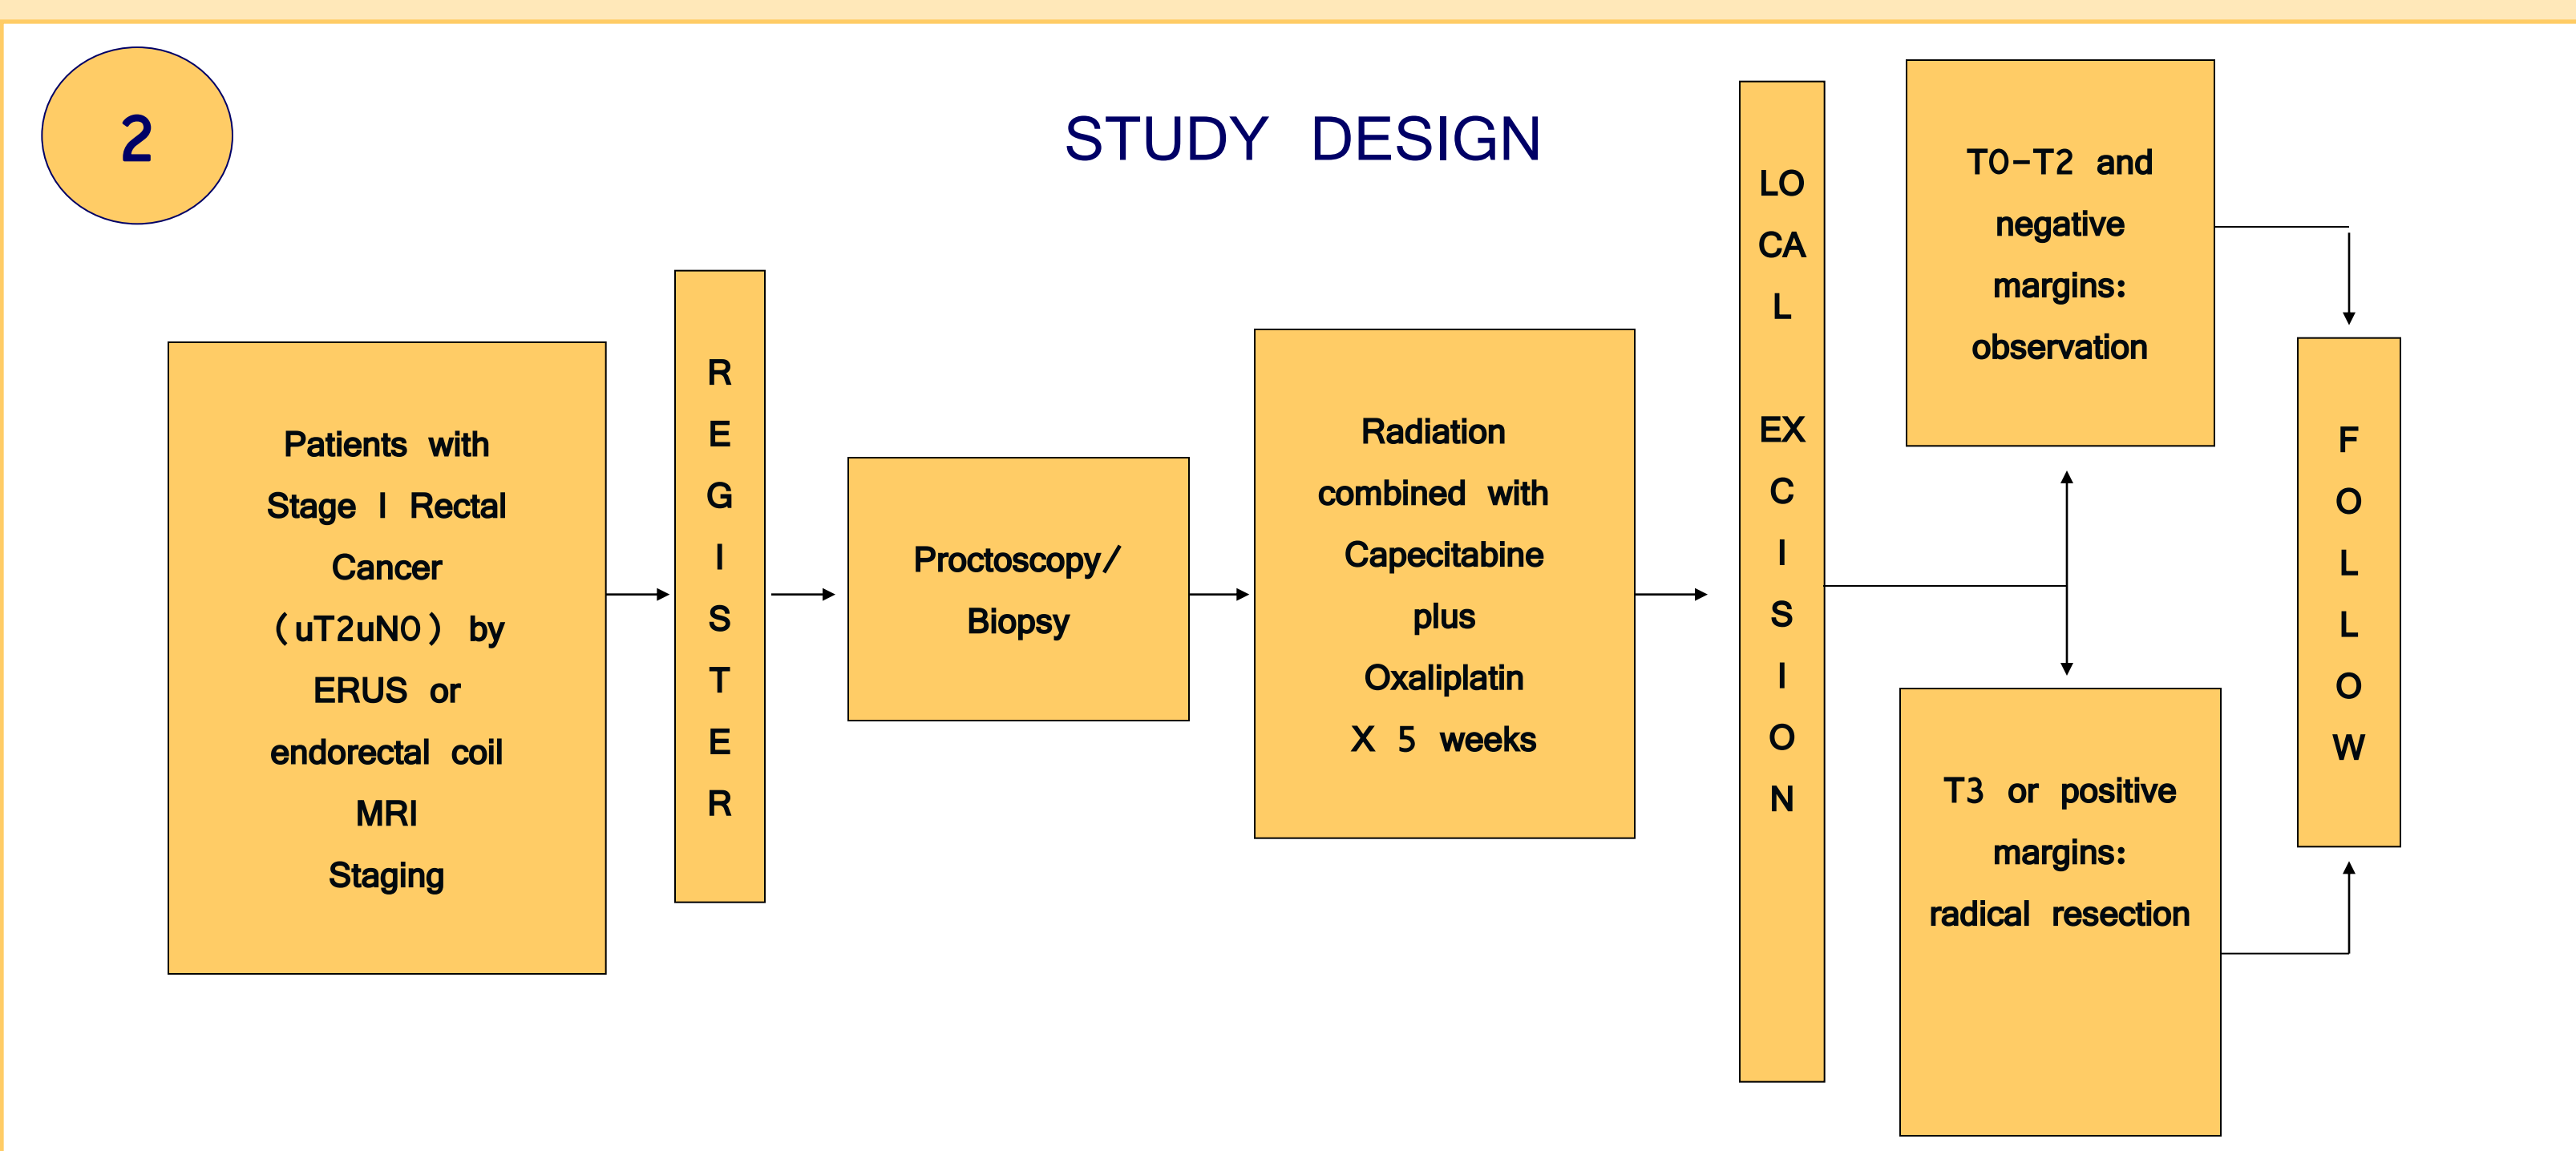 2
STUDY DESIGN
Patients with
Stage I Rectal
Cancer
(uT2uN0) by
ERUS or
endorectal coil
MRI
Staging
R
E
G
I
S
T
E
R
Proctoscopy/
Biopsy
Radiation
combined with
Capecitabine
plus
Oxaliplatin
X 5 weeks
LO
CA
L
EX
C
I
S
I
O
N
T0-T2 and
negative
margins:
observation
T3 or positive
margins:
radical resection
F
O
L
L
O
W